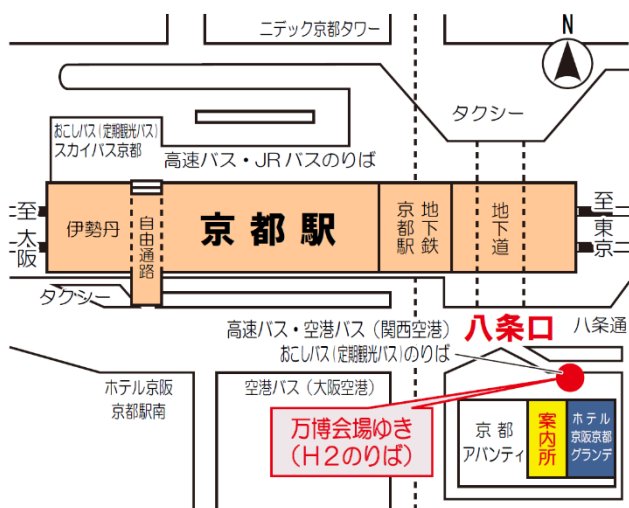 ニデック京都タワー
N
タクシー
おこしバス(定期観光バス)
スカイバス京都
高速バス・JRバスのりば
至大阪
伊勢丹
自由通路
京都駅
地下鉄
京都駅
地下道
至東京
タクシー
高速バス・空港バス(関西空港)
おこしバス(定期観光バス)のりば
八条口
八条通
ホテル京阪
京都駅南
空港バス(大阪空港)
万博会場ゆき
(H2のりば)
京都
アバンティ
案内所
ホテル
京阪京都
グランデ